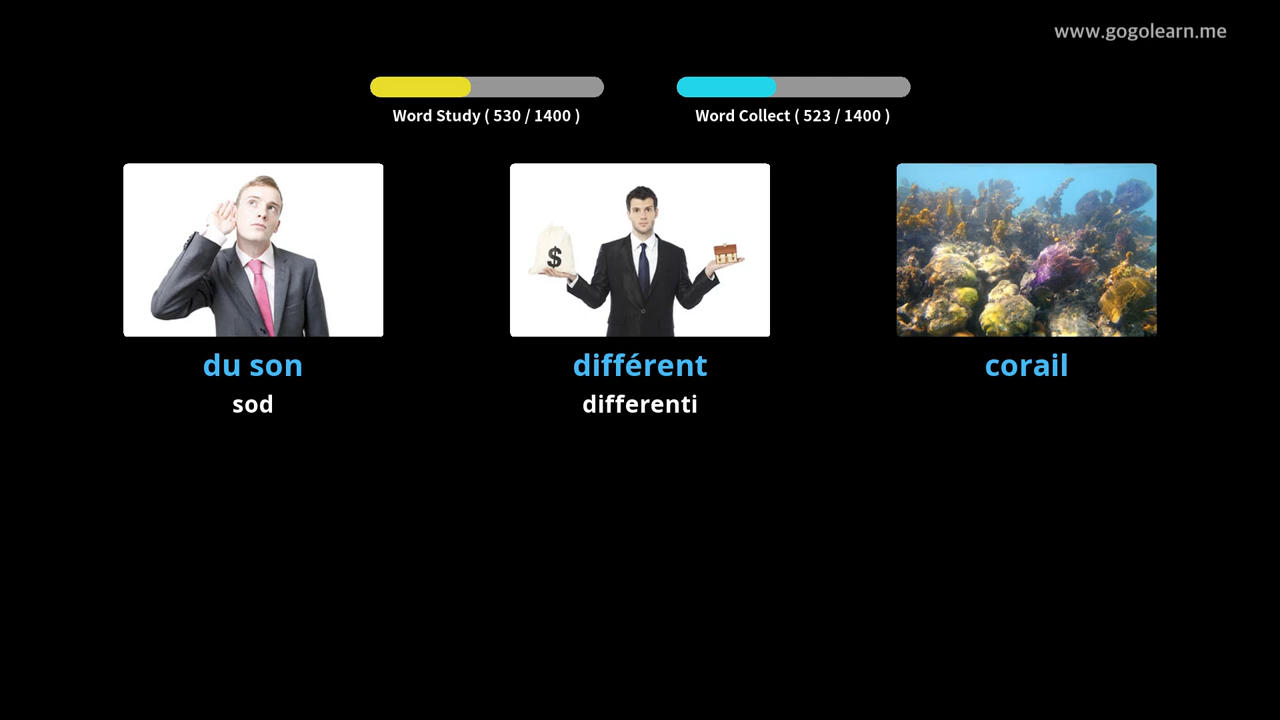 www.gogolearn.me
Word Study ( 530 / 1400 )
Word Collect ( 523 / 1400 )
$
du son
différent
corail
sod
differenti